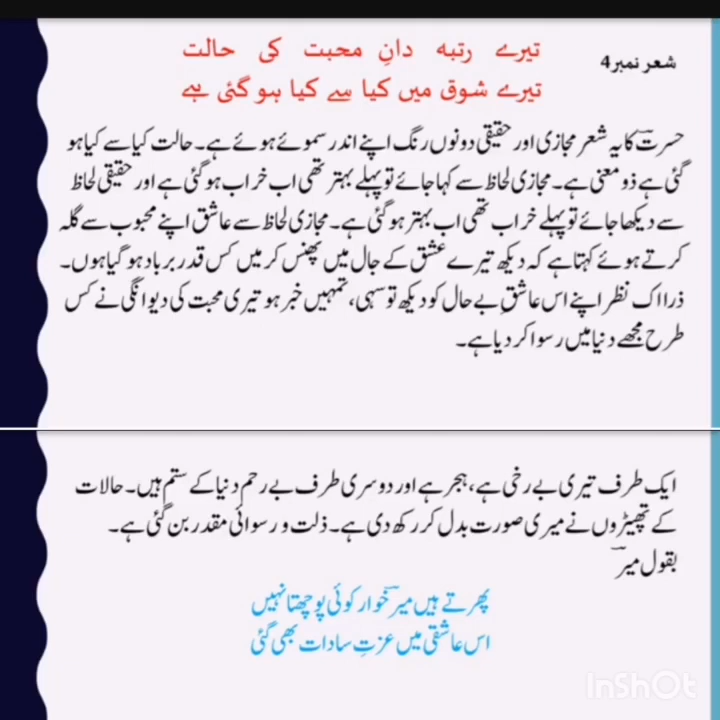 شعر نمبر4
تیرے رتبہ دانِ محبت کی حالت
تیرے شوق میں کیا سے کیا ہو گئی ہے
حسرتؔ کا یہ شعر مجازی اور حقیقی دونوں رنگ اپنے اندر سموئے ہوئے ہے۔ حالت کیا سے کیا ہو
گئی ہے ذو معنی ہے۔ مجازی لحاظ سے کہا جائے تو پہلے بہتر تھی اب خراب ہو گئی ہے اور حقیقی لحاظ
سے دیکھا جائے تو پہلے خراب تھی اب بہتر ہو گئی ہے۔ مجازی لحاظ سے عاشق اپنے محبوب سے گلہ
کرتے ہوئے کہتا ہے کہ دیکھ تیرے عشق کے جال میں پھنس کر میں کس قدر برباد ہو گیا ہوں۔
ذرا اک نظر اپنے اس عاشقِ بے حال کو دیکھ تو سہی، تمہیں خبر ہو تیری محبت کی دیوانگی نے کس
طرح مجھے دنیا میں رسوا کر دیا ہے۔
ایک طرف تیری بے رخی ہے، ہجر ہے اور دوسری طرف بے رحم دنیا کے ستم ہیں۔ حالات
کے تھپیڑوں نے میری صورت بدل کر رکھ دی ہے۔ ذلت و رسوائی مقدر بن گئی ہے۔
بقول میرؔ
پھرتے ہیں میرؔ خوار کوئی پوچھتا نہیں
اس عاشقی میں عزتِ سادات بھی گئی
InShOt